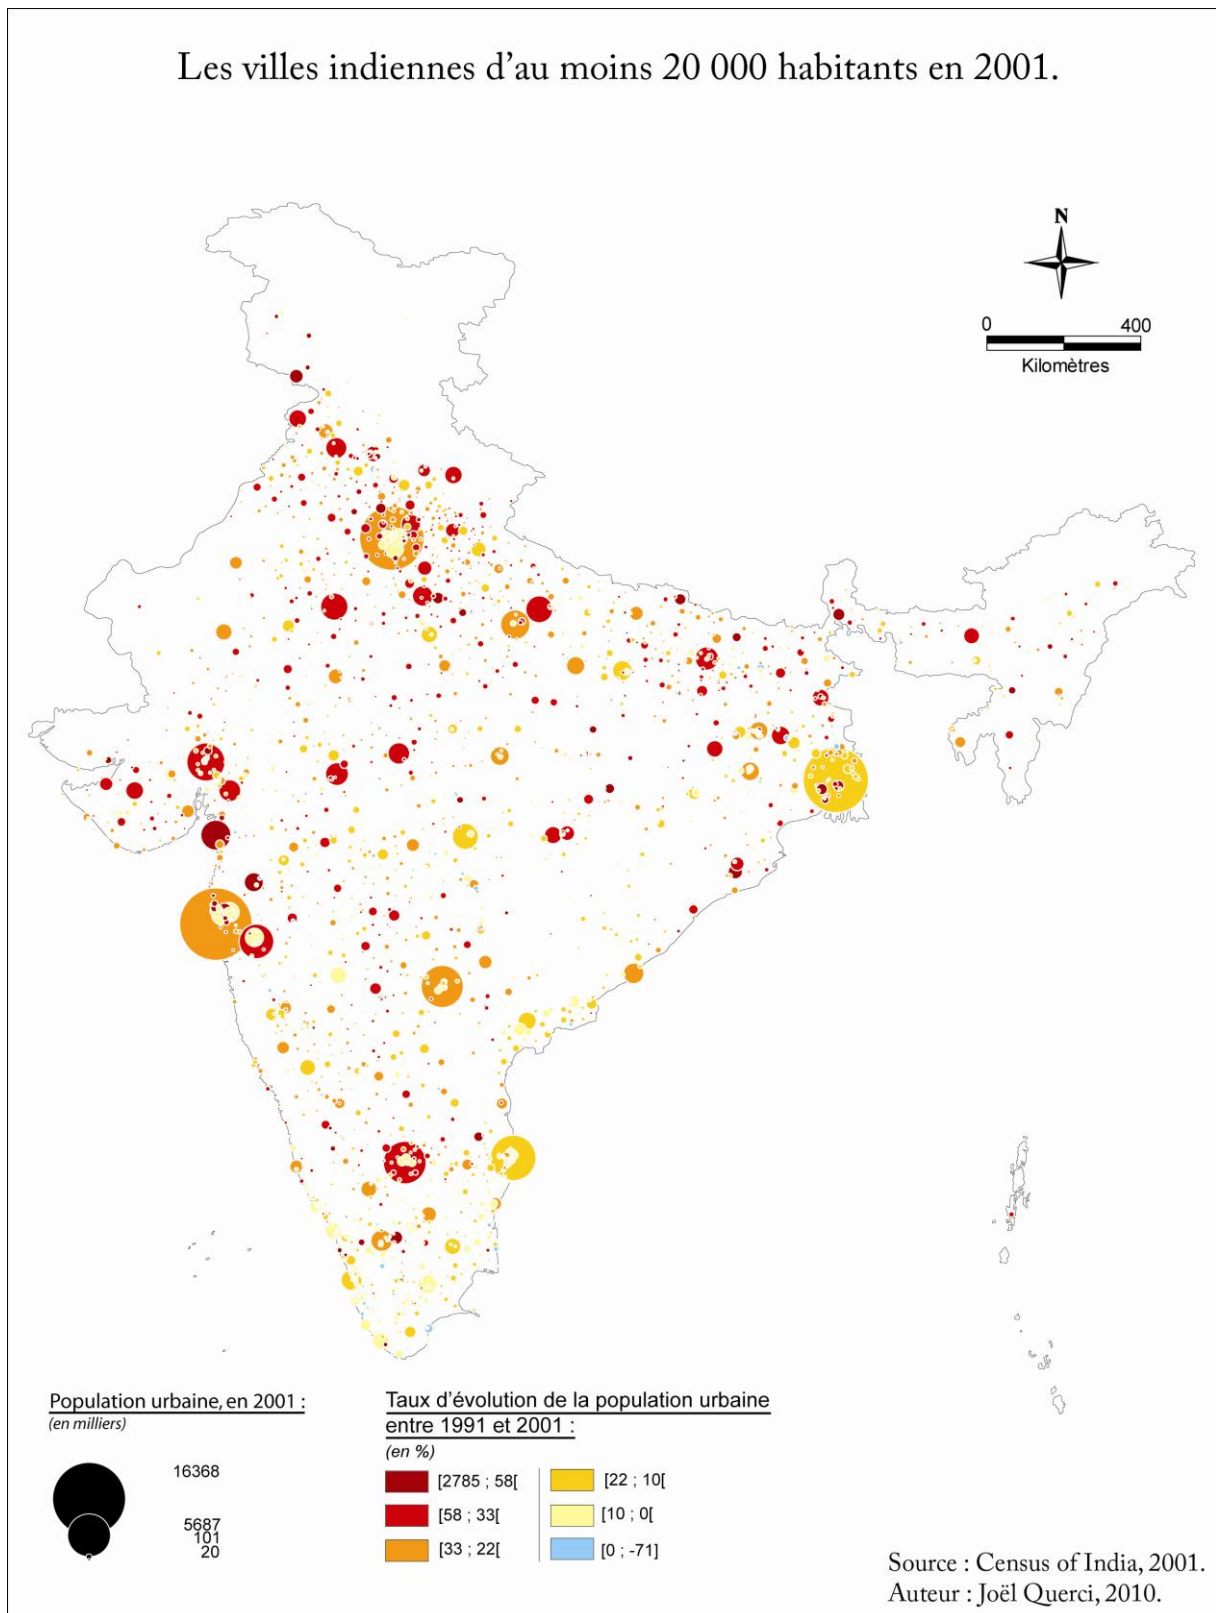 Les villes indiennes d'au moins 20 000 habitants en 2001.
N
0 400
Kilomètres
Population urbaine, en 2001 :
(en milliers)
16368
5687
101
20
Taux d'évolution de la population urbaine
entre 1991 et 2001 :
(en %)
[2785 ; 58[
[58 ; 33[
[33 ; 22[
[22 ; 10[
[10 ; 0[
[0 ; -71]
Source : Census of India, 2001.
Auteur : Joël Querci, 2010.